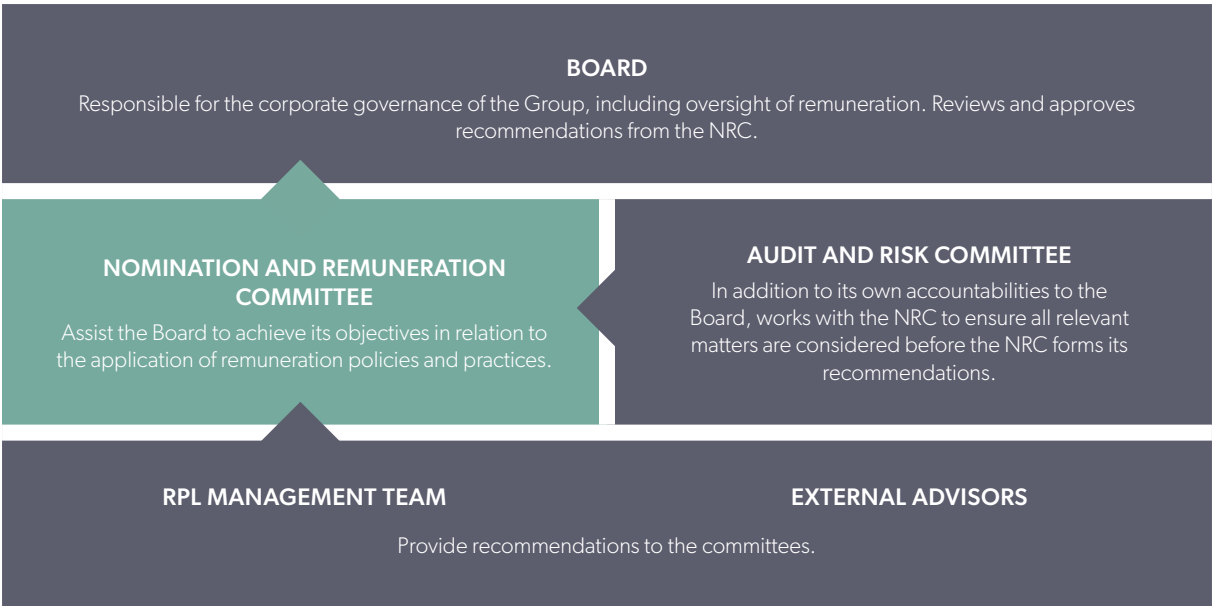 BOARD
Responsible for the corporate governance of the Group, including oversight of remuneration. Reviews and approves
recommendations from the NRC.
NOMINATION AND REMUNERATION
COMMITTEE
Assist the Board to achieve its objectives in relation to
the application of remuneration policies and practices.
AUDIT AND RISK COMMITTEE
In addition to its own accountabilities to the
Board, works with the NRC to ensure all relevant
matters are considered before the NRC forms its
recommendations.
RPL MANAGEMENT TEAM
EXTERNAL ADVISORS
Provide recommendations to the committees.